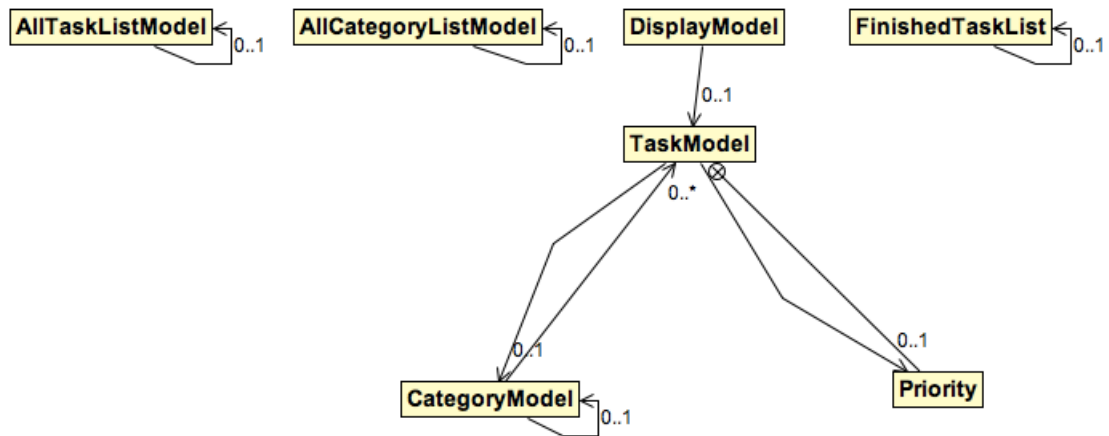 AllTaskListModel
0..1
AllCategoryListModel
0..1
DisplayModel
0..1
FinishedTaskList
0..1
TaskModel
0..*
0..1
0..1
CategoryModel
0..1
Priority